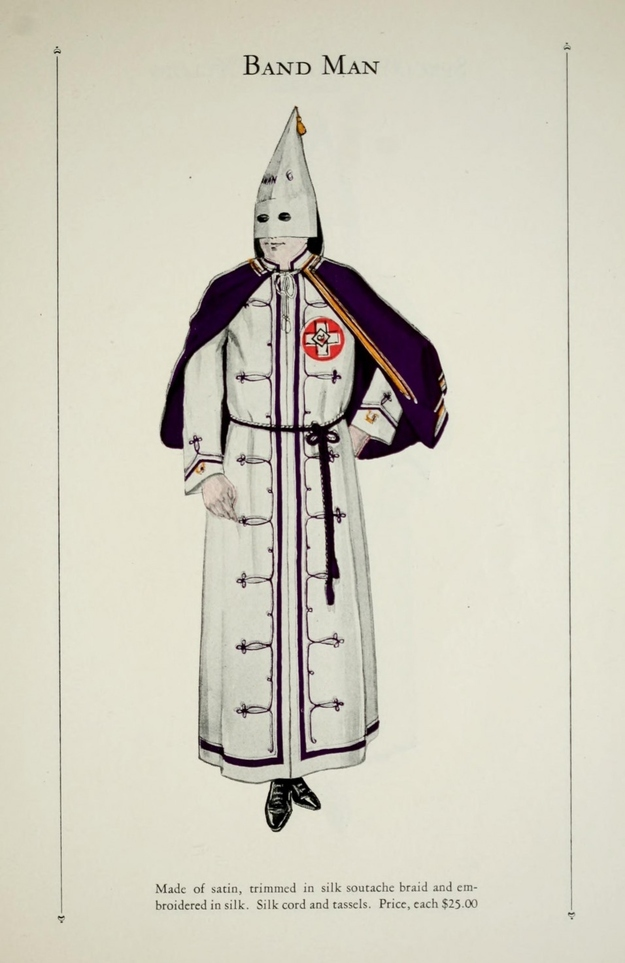 Band Man
Made of satin, trimmed in silk soutache braid and em-
broidered in silk. Silk cord and tassels. Price, each $25.00